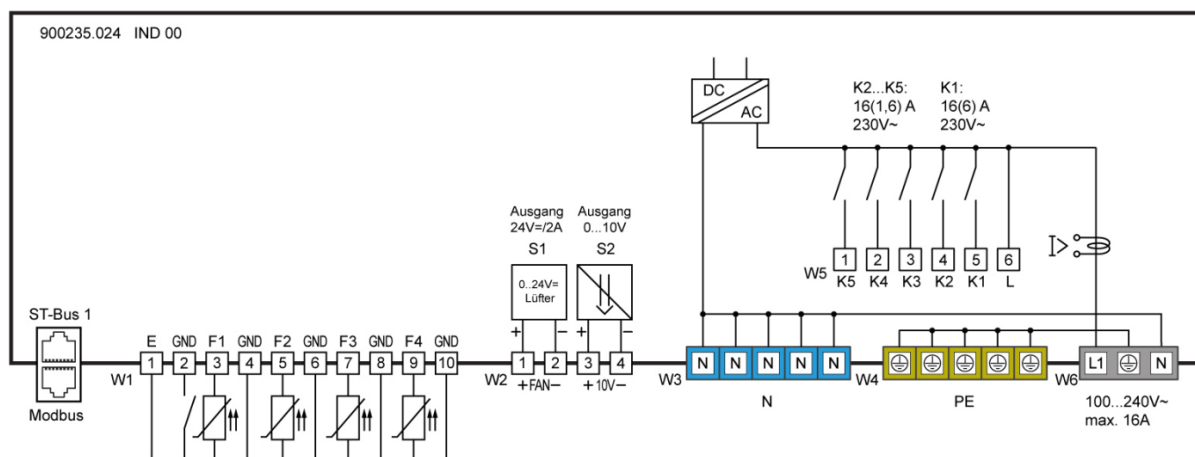 900235.024 IND 00
DC
AC
K2...K5:
16(1,6) A
230V~
K1:
16(6) A
230V~
Ausgang
24V=/2A
S1
Ausgang
0...10V
S2
0..24V=
Lüfter
+ −
+ −
I>
W5
1 2 3 4 5 6
K5 K4 K3 K2 K1 L
ST-Bus 1
Modbus
E GND F1 GND F2 GND F3 GND F4 GND
W1
1 2 3 4 5 6 7 8 9 10
W2
1 2 3 4
+FAN−
+ 10V−
W3
N N N N N
N
W4
PE
W6
L1 N
100...240V~
max. 16A